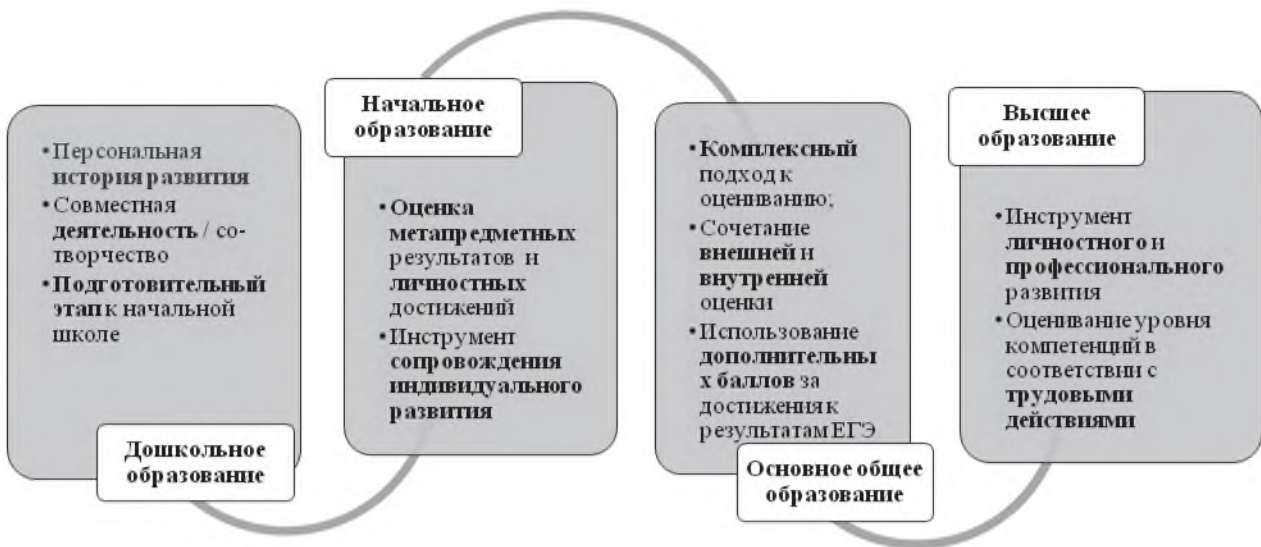 •Персональная
история развития
•Совместная
деятельность / со-
творчество
•Подготовительный
этап к начальной
школе
Дошкольное
образование
Начальное
образование
•Оценка
метапредметных
результатов и
личностных
достижений
•Инструмент
сопровождения
индивидуального
развития
•Комплексный
подход к
оцениванию;
•Сочетание
внешней и
внутренней
оценки
•Использование
дополнительны
х баллов за
достижения к
результатам ЕГЭ
Основное общее
образование
Высшее
образование
•Инструмент
личностного и
профессионального
развития
•Оценивание уровня
компетенций в
соответствии с
трудовыми
действиями